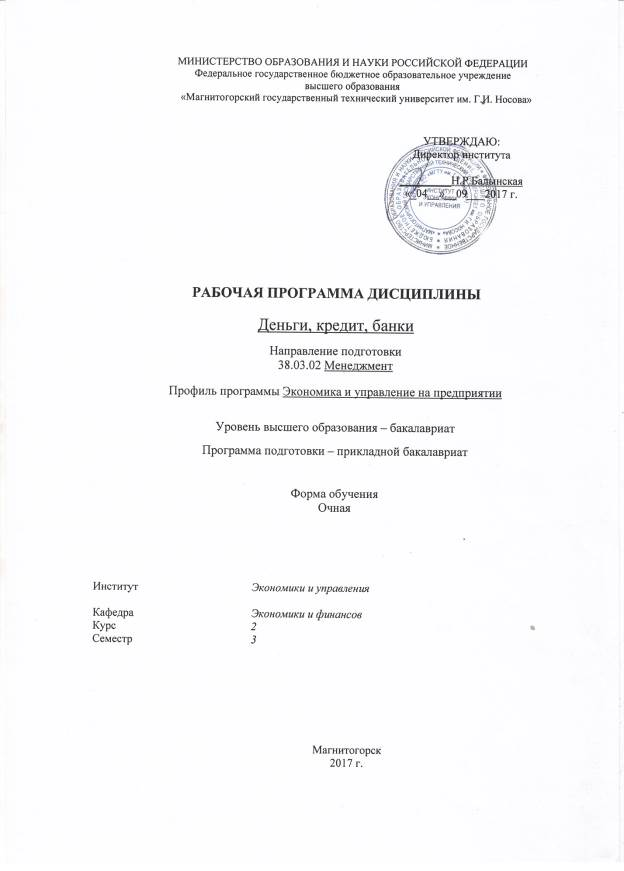 МИНИСТЕРСТВО ОБРАЗОВАНИЯ И НАУКИ РОССИЙСКОЙ ФЕДЕРАЦИИ
Федеральное государственное бюджетное образовательное учреждение
высшего образования
«Магнитогорский государственный технический университет им. Г.И. Носова»
УТВЕРЖДАЮ:
Директор института
Н.Р.Балынская
« 04 » 09 2017 г.
ИНСТИТУТ
И УПРАВЛЕНИЯ
РАБОЧАЯ ПРОГРАММА ДИСЦИПЛИНЫ
Деньги, кредит, банки
Направление подготовки
38.03.02 Менеджмент
Профиль программы Экономика и управление на предприятии
Уровень высшего образования – бакалавриат
Программа подготовки – прикладной бакалавриат
Форма обучения
Очная
Институт Экономики и управления
Кафедра Экономики и финансов
Курс 2
Семестр 3
Магнитогорск
2017 г.